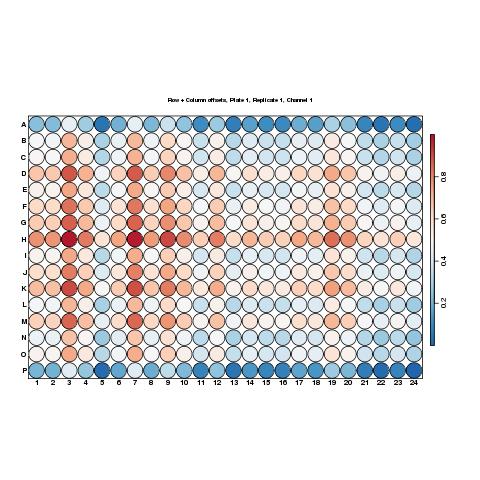 Row + Column offsets, Plate 1, Replicate 1, Channel 1
A
B
C
D
E
F
G
H
I
J
K
L
M
N
O
P
1 2 3 4 5 6 7 8 9 10 11 12 13 14 15 16 17 18 19 20 21 22 23 24
0.8
0.6
0.4
0.2